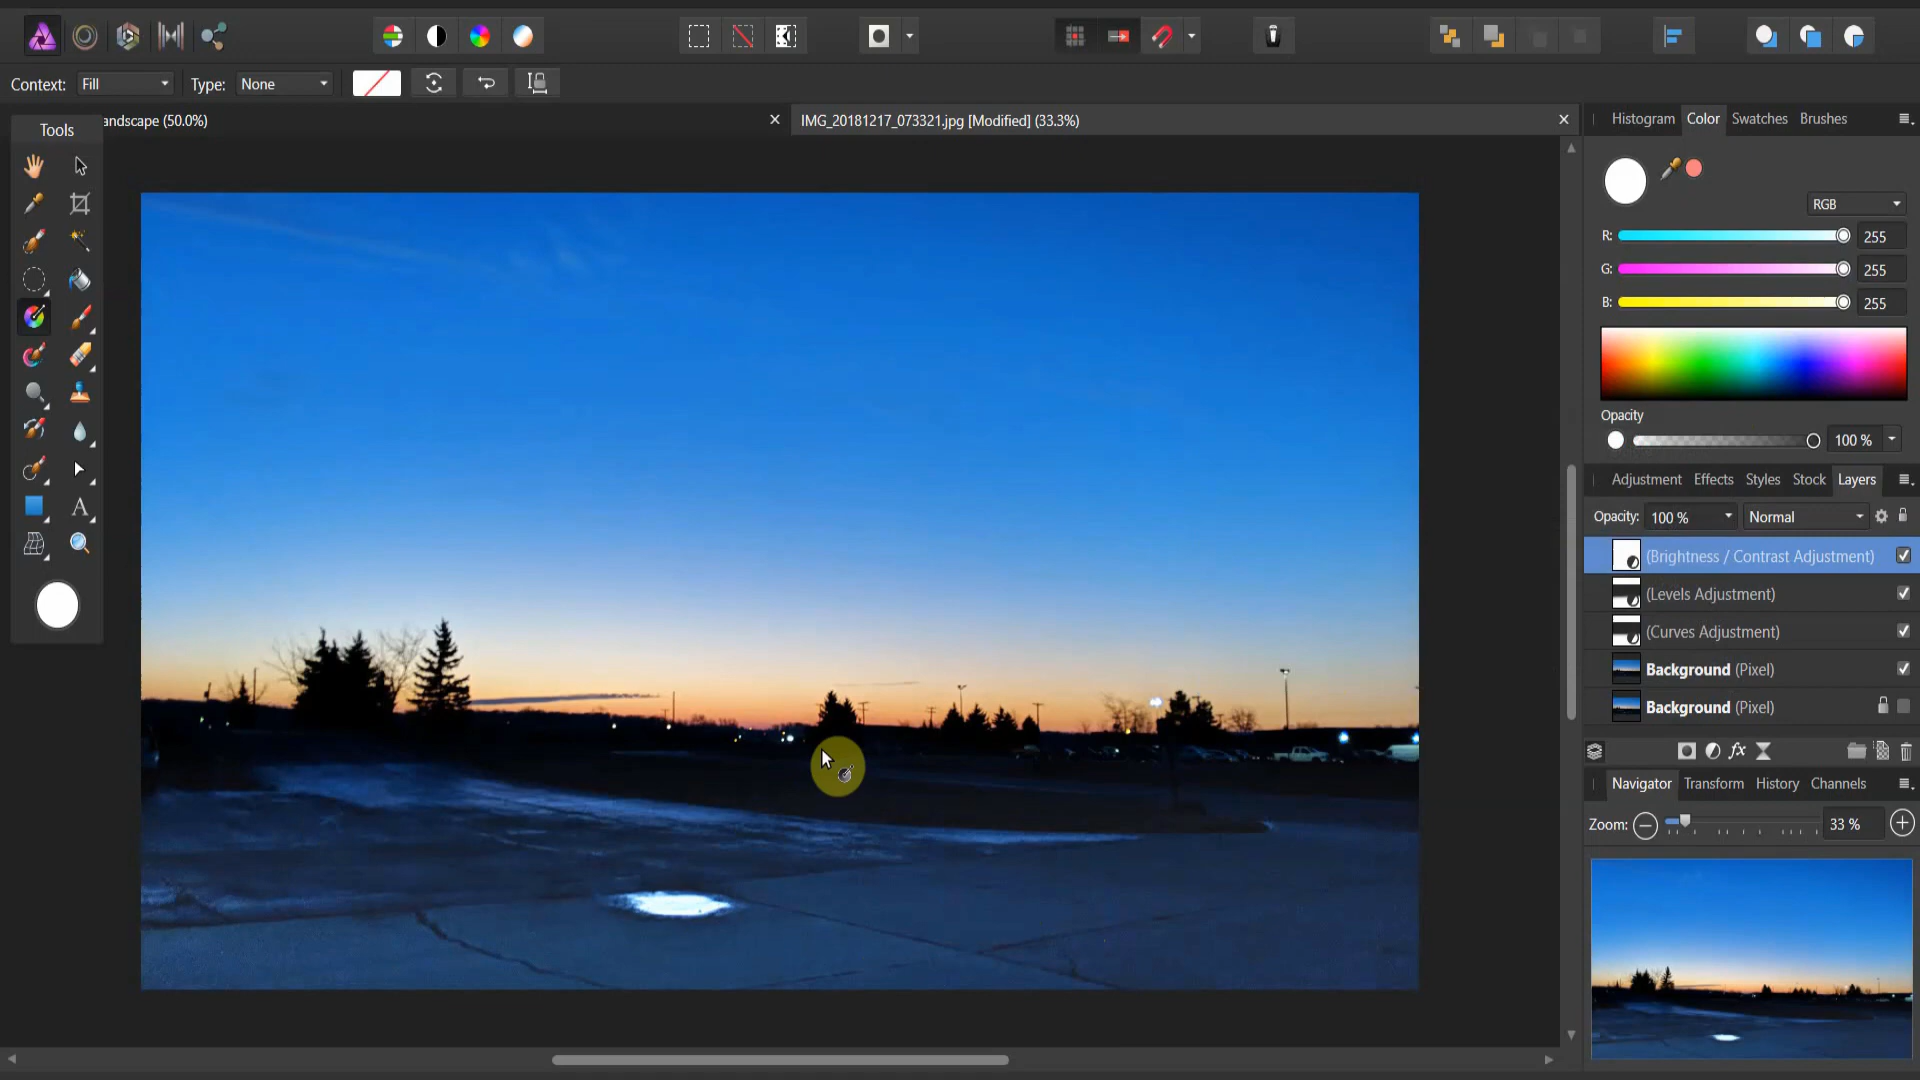 Context: Fill Type: None
Tools
andscape (50.0%)
IMG_20181217_073321.jpg [Modified] (33.3%)
Histogram Color Swatches Brushes
RGB
R: 255
G: 255
B: 255
Opacity
100 %
Adjustment Effects Styles Stock Layers
Opacity: 100 % Normal
(Brightness / Contrast Adjustment)
(Levels Adjustment)
(Curves Adjustment)
Background (Pixel)
Background (Pixel)
fx
Navigator Transform History Channels
Zoom: 33 %
A